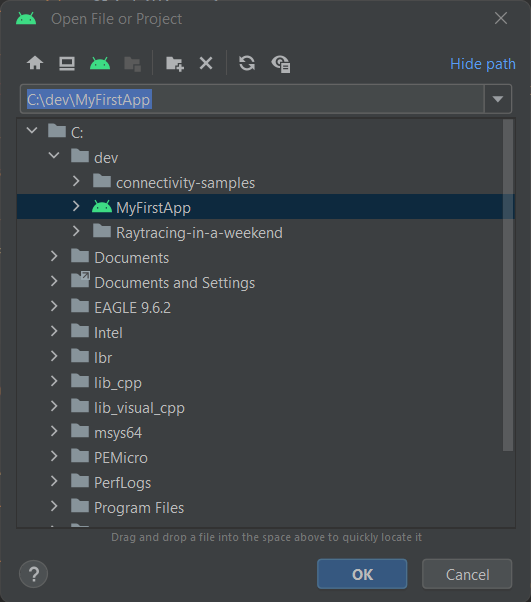 Open File or Project
Hide path
C:\dev\MyFirstApp
C:
dev
connectivity-samples
MyFirstApp
Raytracing-in-a-weekend
Documents
Documents and Settings
EAGLE 9.6.2
Intel
lbr
lib_cpp
lib_visual_cpp
msys64
PEMicro
PerfLogs
Program Files
Drag and drop a file into the space above to quickly locate it
?
OK
Cancel